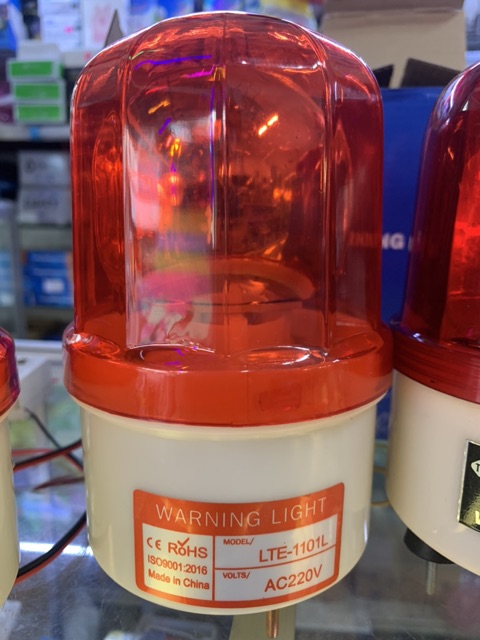 WARNING LIGHT
CE RoHS
ISO9001:2016
Made in China
MODEL/
LTE-1101L
VOLTS/
AC220V